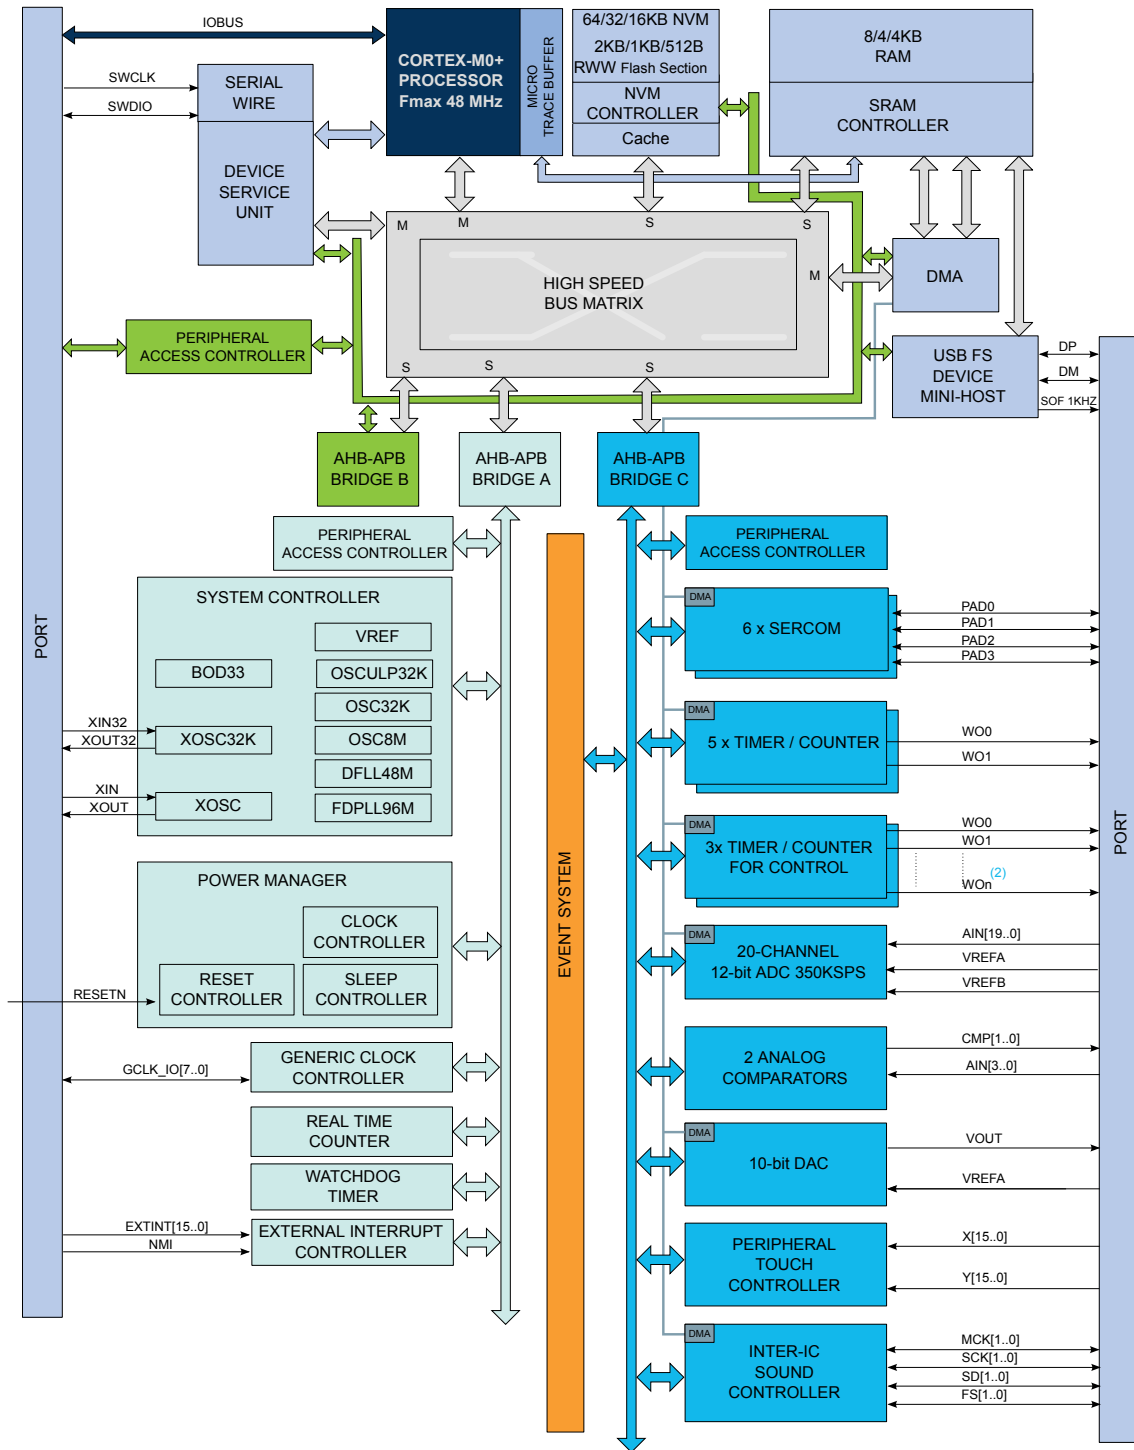 IOBUS
SWCLK
SWDIO
SERIAL
WIRE
DEVICE
SERVICE
UNIT
CORTEX-M0+
PROCESSOR
Fmax 48 MHz
MICRO
TRACE BUFFER
64/32/16KB NVM
2KB/1KB/512B
RWW Flash Section
NVM
CONTROLLER
Cache
8/4/4KB
RAM
SRAM
CONTROLLER
M
M
S
S
HIGH SPEED
BUS MATRIX
M
S
S
S
DMA
USB FS
DEVICE
MINI-HOST
DP
DM
SOF 1KHZ
PERIPHERAL
ACCESS CONTROLLER
AHB-APB
BRIDGE B
AHB-APB
BRIDGE A
AHB-APB
BRIDGE C
PORT
PERIPHERAL
ACCESS CONTROLLER
SYSTEM CONTROLLER
VREF
BOD33
OSCULP32K
OSC32K
XOSC32K
OSC8M
DFLL48M
XOSC
FDPLL96M
XIN32
XOUT32
XIN
XOUT
POWER MANAGER
CLOCK
CONTROLLER
RESET
CONTROLLER
SLEEP
CONTROLLER
RESETN
GENERIC CLOCK
CONTROLLER
GCLK_IO[7..0]
REAL TIME
COUNTER
WATCHDOG
TIMER
EXTERNAL INTERRUPT
CONTROLLER
EXTINT[15..0]
NMI
EVENT SYSTEM
PERIPHERAL
ACCESS CONTROLLER
DMA
6 x SERCOM
PAD0
PAD1
PAD2
PAD3
DMA
5 x TIMER / COUNTER
WO0
WO1
DMA
3x TIMER / COUNTER
FOR CONTROL
WO0
WO1
(2)
WOn
DMA
20-CHANNEL
12-bit ADC 350KSPS
AIN[19..0]
VREFA
VREFB
2 ANALOG
COMPARATORS
CMP[1..0]
AIN[3..0]
DMA
10-bit DAC
VOUT
VREFA
PERIPHERAL
TOUCH
CONTROLLER
X[15..0]
Y[15..0]
DMA
INTER-IC
SOUND
CONTROLLER
MCK[1..0]
SCK[1..0]
SD[1..0]
FS[1..0]
PORT